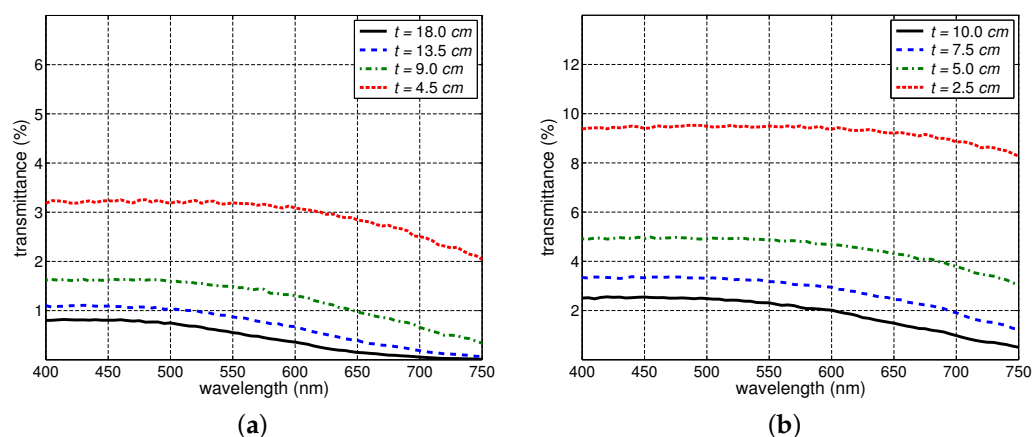 t = 18.0 cm
t = 13.5 cm
t = 9.0 cm
t = 4.5 cm
6
5
4
3
2
1
transmittance (%)
400 450 500 550 600 650 700 750
wavelength (nm)
(a)
t = 10.0 cm
t = 7.5 cm
t = 5.0 cm
t = 2.5 cm
12
10
8
6
4
2
transmittance (%)
400 450 500 550 600 650 700 750
wavelength (nm)
(b)